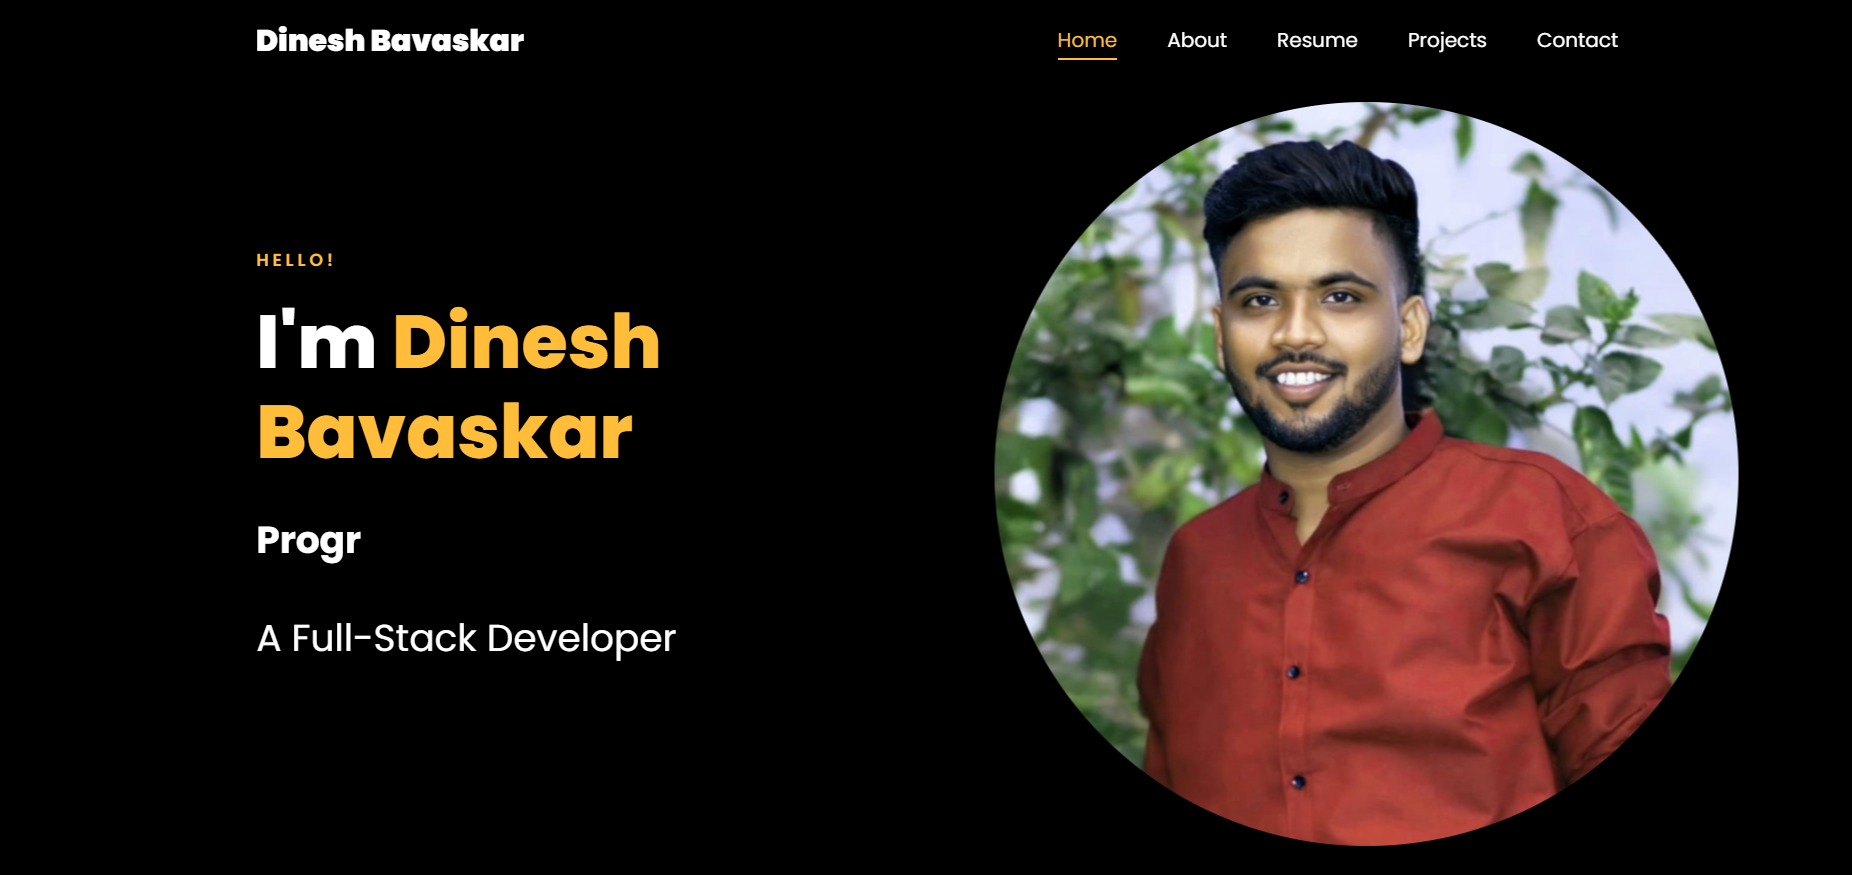 Dinesh Bavaskar
Home About Resume Projects Contact
HELLO!
I'm Dinesh
Bavaskar
Progr
A Full-Stack Developer